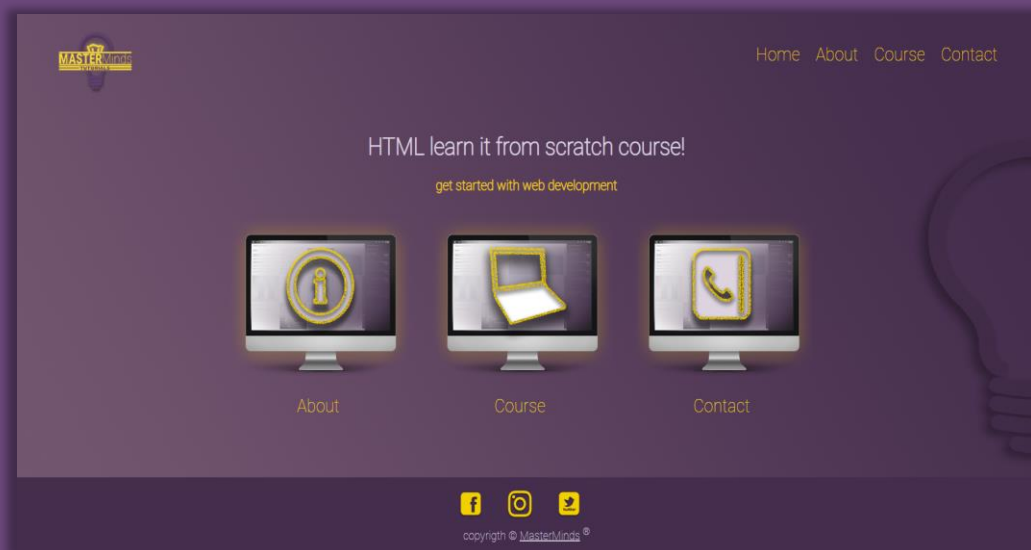 MASTERMinds
TUTORIALS
Home About Course Contact
HTML learn it from scratch course!
get started with web development
About Course Contact
copyrigth © MasterMinds ®